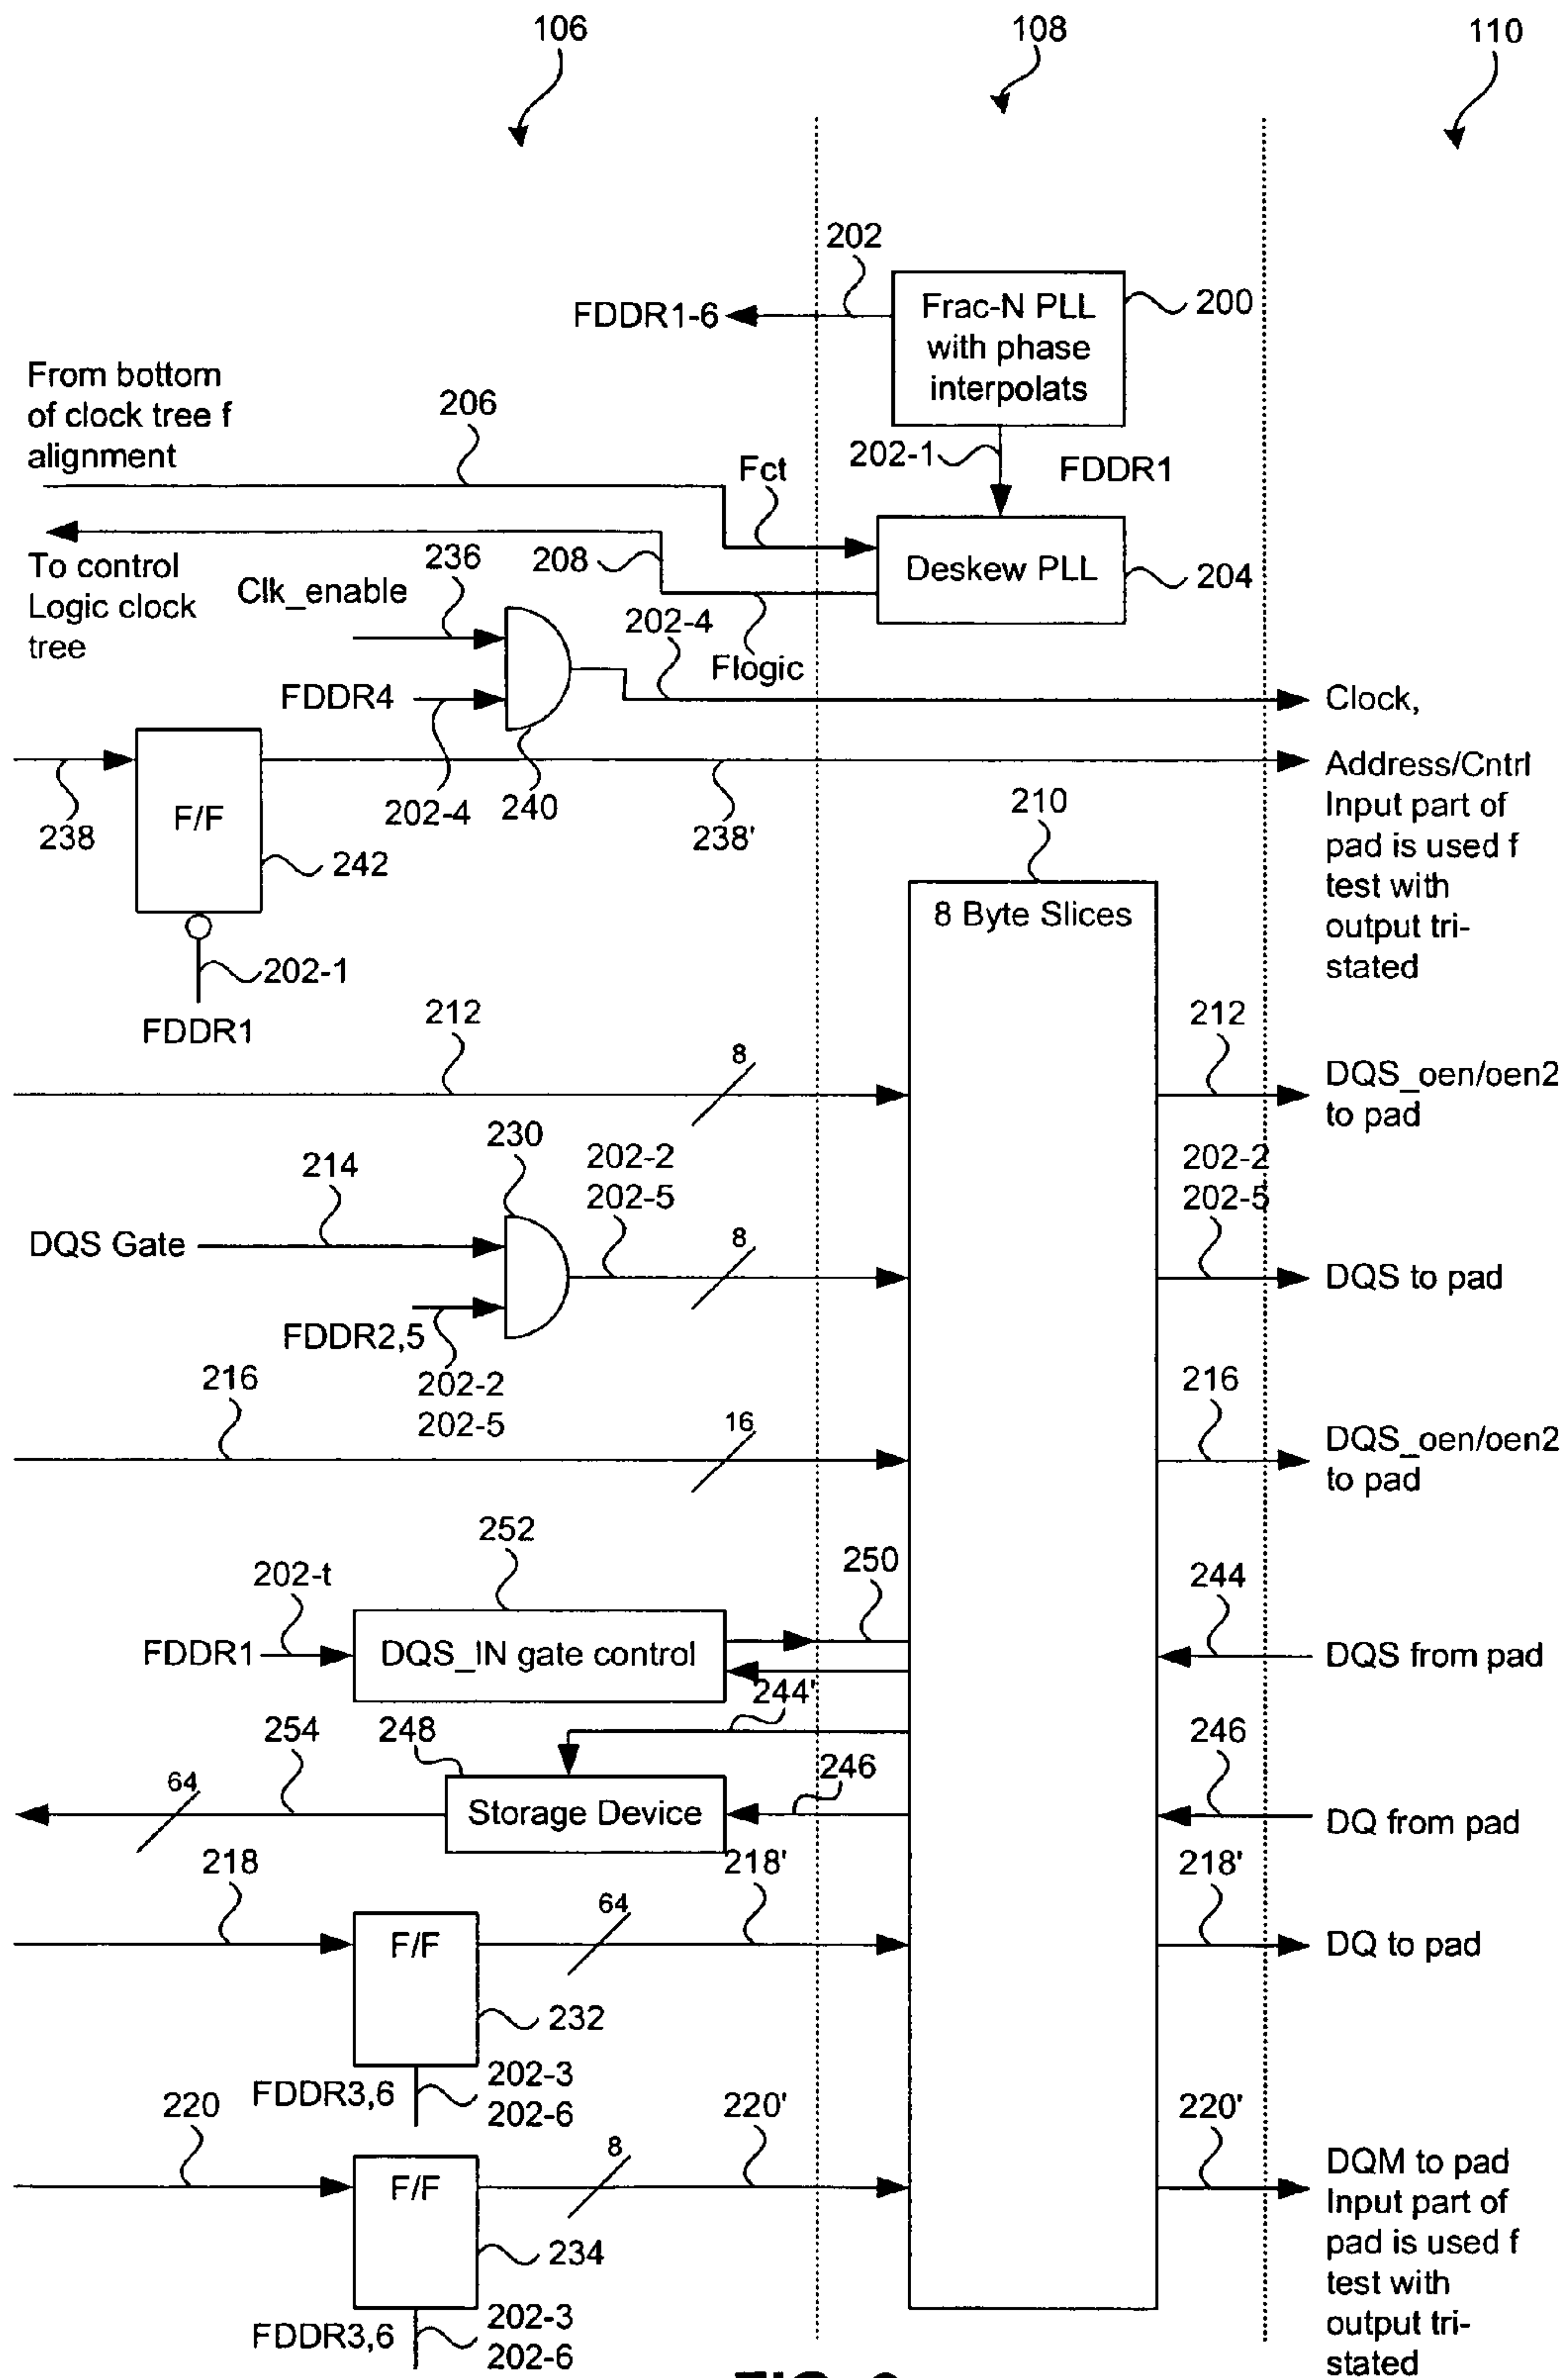 106
108
110
202
FDDR1-6
Frac-N PLL
with phase
interpolats
200
From bottom
of clock tree f
alignment
206
202-1
FDDR1
Fct
Deskew PLL
204
208
To control
Logic clock
tree
Clk_enable
236
202-4
Flogic
FDDR4
Clock,
238
F/F
242
202-4
240
238'
Address/Cntrl
Input part of
pad is used f
test with
output tri-
stated
210
8 Byte Slices
202-1
FDDR1
212
8
212
DQS_oen/oen2
to pad
DQS Gate
214
230
202-2
202-5
8
202-2
202-5
DQS to pad
FDDR2,5
202-2
202-5
216
16
216
DQS_oen/oen2
to pad
252
202-t
FDDR1
DQS_IN gate control
250
244
DQS from pad
244'
254
248
64
Storage Device
246
246
DQ from pad
218
F/F
64
218'
218'
DQ to pad
232
FDDR3,6
202-3
202-6
220
F/F
8
220'
220'
DQM to pad
Input part of
pad is used f
test with
output tri-
stated
234
FDDR3,6
202-3
202-6